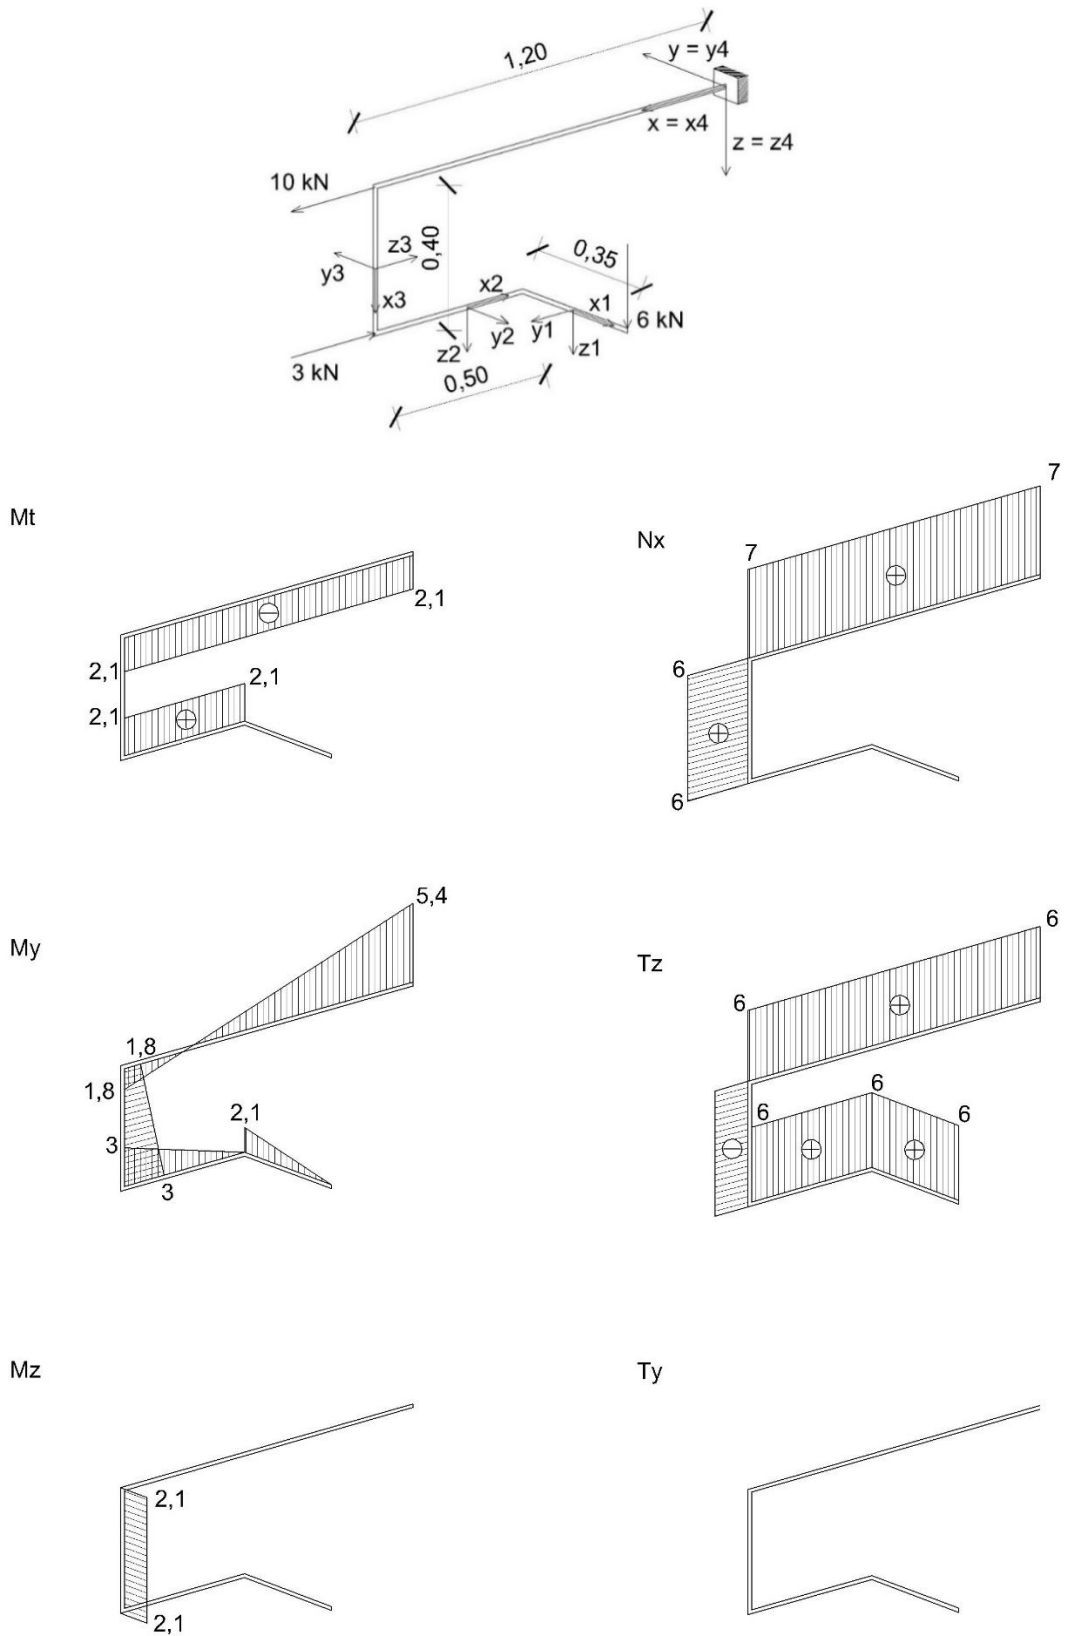 1,20
y = y4
x = x4
z = z4
10 kN
0,40
z3
y3
x3
0,35
x2
x1
6 kN
y1
y2
z2
z1
3 kN
0,50
Mt
2,1
2,1
2,1
2,1
Nx
7
7
6
6
My
5,4
1,8
1,8
2,1
3
3
Tz
6
6
6
6
6
Mz
2,1
2,1
Ty